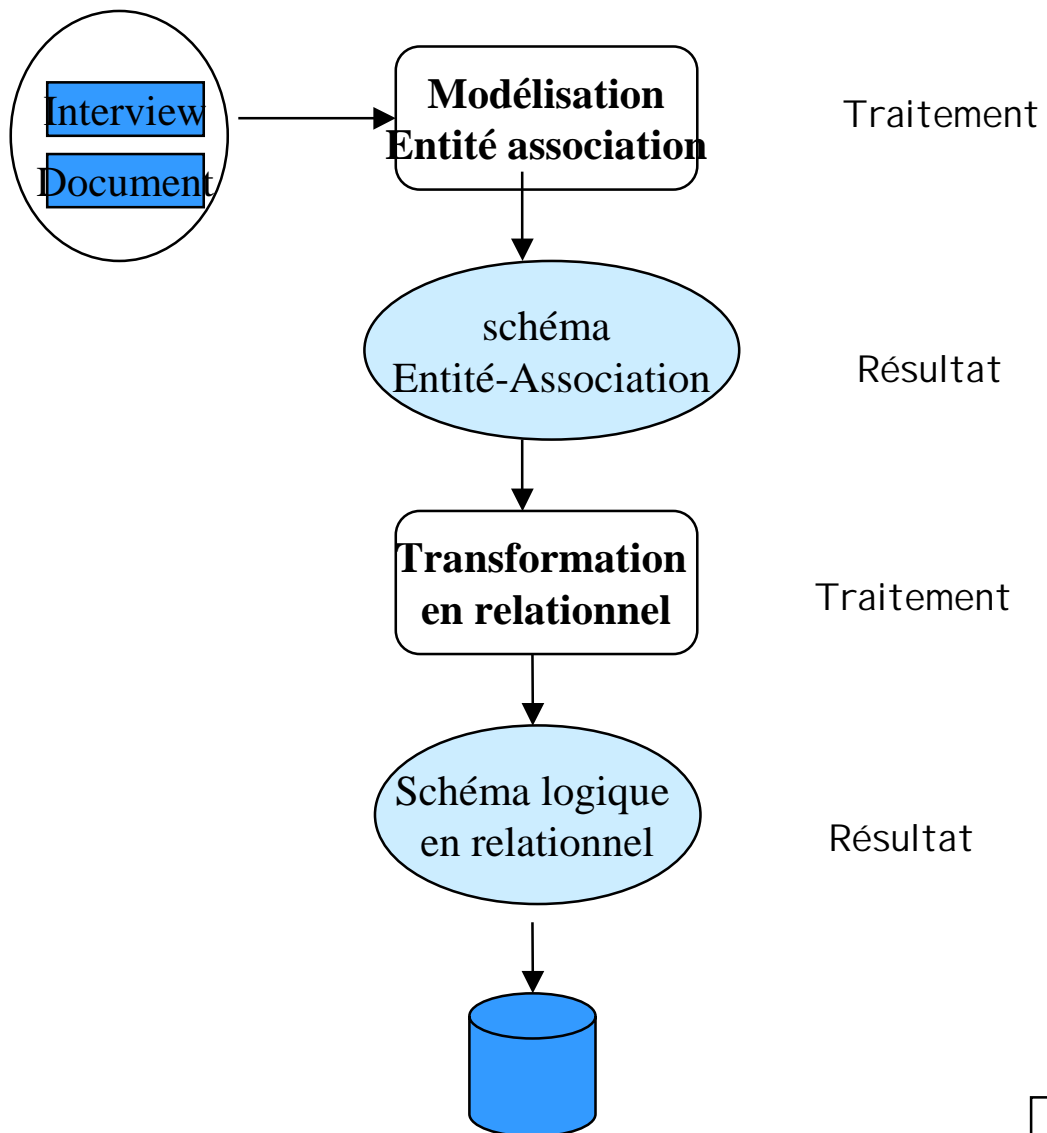 Interview
Document
Modélisation
Entité association
Traitement
schéma
Entité-Association
Résultat
Transformation
en relationnel
Traitement
Schéma logique
en relationnel
Résultat